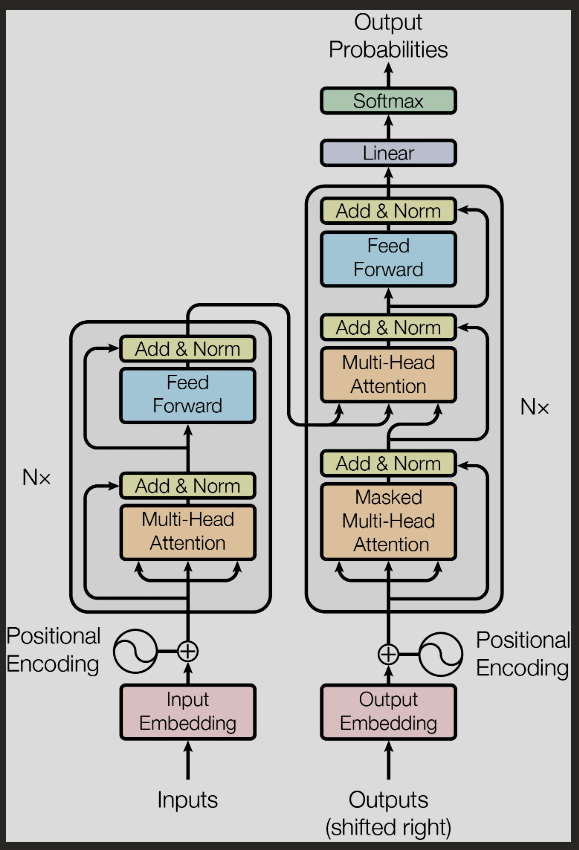 Output
Probabilities
Softmax
Linear
Add & Norm
Feed
Forward
Add & Norm
Multi-Head
Attention
Add & Norm
Masked
Multi-Head
Attention
N×
Add & Norm
Feed
Forward
Add & Norm
Multi-Head
Attention
N×
Positional
Encoding
Positional
Encoding
Input
Embedding
Output
Embedding
Inputs
Outputs
(shifted right)